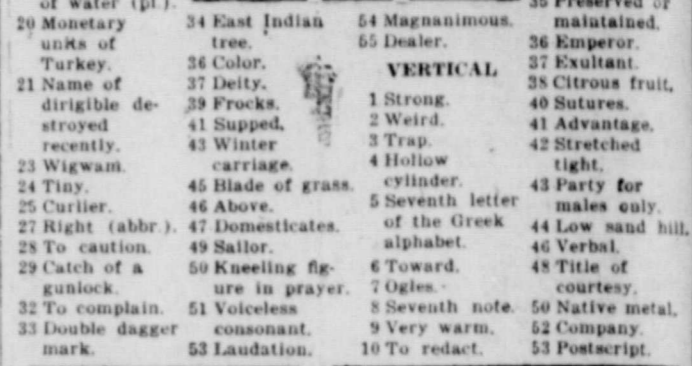 of water (pl.).
20 Monetary
units of
Turkey.
21 Name of
dirigible de-
stroyed
recently.
23 Wigwam.
24 Tiny.
25 Curlier.
27 Right (abbr.).
28 To caution.
29 Catch of a
gunlock.
32 To complain.
33 Double dagger
mark.
34 East Indian
tree.
36 Color.
37 Deity.
39 Frocks.
41 Supped.
43 Winter
carriage.
45 Blade of grass.
46 Above.
47 Domesticates.
49 Sailor.
50 Kneeling fig-
ure in prayer.
51 Voiceless
consonant.
53 Laudation.
54 Magnanimous.
55 Dealer.
VERTICAL
1 Strong.
2 Weird.
3 Trap.
4 Hollow
cylinder.
5 Seventh letter
of the Greek
alphabet.
6 Toward.
7 Ogles.
8 Seventh note.
9 Very warm.
10 To redact.
35 Preserved or
maintained.
36 Emperor.
37 Exultant.
38 Citrous fruit.
40 Sutures.
41 Advantage.
42 Stretched
tight.
43 Party for
males only.
44 Low sand hill.
46 Verbal.
48 Title of
courtesy.
50 Native metal.
52 Company.
53 Postscript.